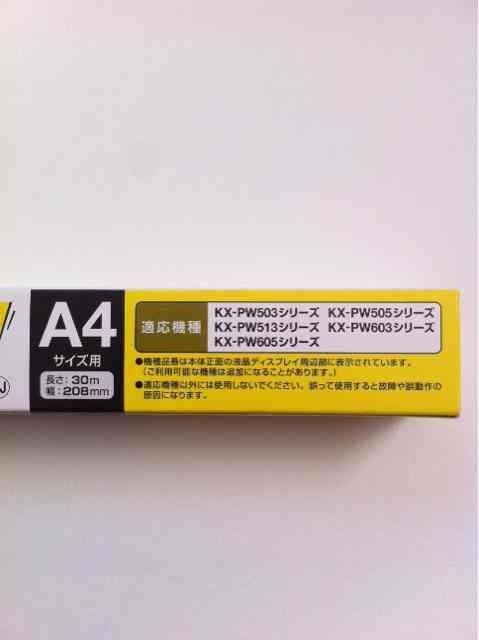 A4
サイズ用
長さ：30m
幅：208mm
適応機種
KX-PW503シリーズ KX-PW505シリーズ
KX-PW513シリーズ KX-PW603シリーズ
KX-PW605シリーズ
●機種品番は本体正面の液晶ディスプレイ周辺部に表示されています。
（ご利用可能な機種は追加になることがあります。）
●適応機種以外には使用しないでください。誤って使用すると故障や誤動作の
原因になります。